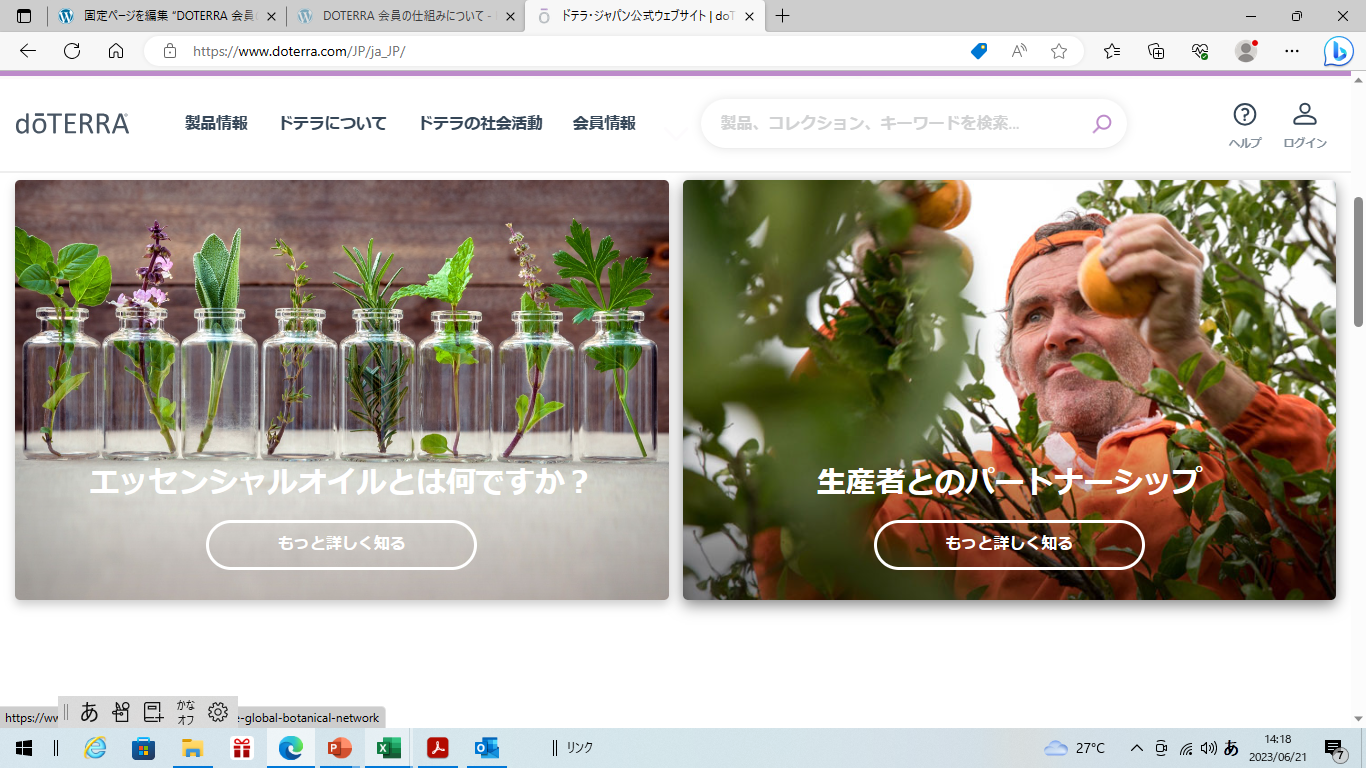 固定ページを編集 "DOTERRA 会員
DOTERRA 会員の仕組みについて -
ドテラ・ジャパン公式ウェブサイト | doT
https://www.doterra.com/JP/ja_JP/
dōTERRA
製品情報
ドテラについて
ドテラの社会活動
会員情報
製品、コレクション、キーワードを検索...
ヘルプ
ログイン
エッセンシャルオイルとは何ですか？
もっと詳しく知る
生産者とのパートナーシップ
もっと詳しく知る
あ
かな
オフ
https://ww
e-global-botanical-network
リンク
27°C
あ
14:18
2023/06/21
7